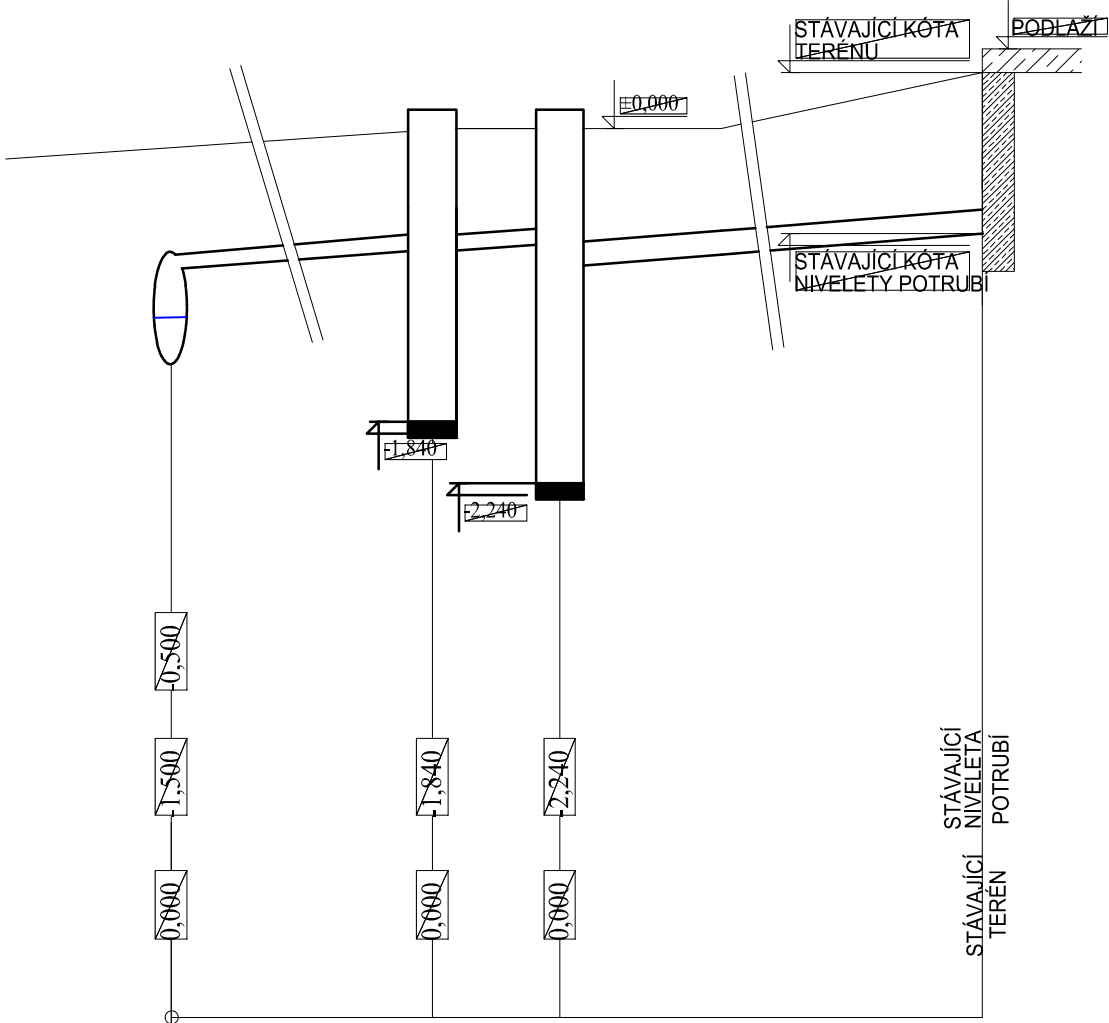 STÁVAJÍCÍ KÓTA
TERÉNU
PODLAŽÍ
±0,000
STÁVAJÍCÍ KÓTA
NIVELETY POTRUBÍ
-1,840
-2,240
-0,500
-1,500
-1,840
-2,240
STÁVAJÍCÍ
NIVELETA
POTRUBÍ
0,000
0,000
0,000
STÁVAJÍCÍ
TERÉN